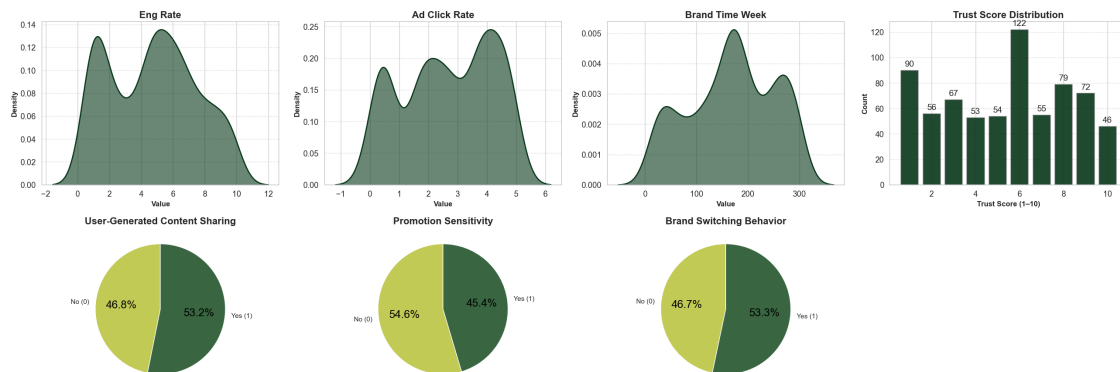 Eng Rate
0.14
0.12
0.10
0.08
0.06
0.04
0.02
0.00
Density
−2 0 2 4 6 8 10 12
Value
Ad Click Rate
0.25
0.20
0.15
0.10
0.05
0.00
Density
−1 0 1 2 3 4 5 6
Value
Brand Time Week
0.005
0.004
0.003
0.002
0.001
0.000
Density
0 100 200 300
Value
Trust Score Distribution
120
100
80
60
40
20
0
Count
90 56 67 53 54 122 55 79 72 46
2 4 6 8 10
Trust Score (1–10)
User-Generated Content Sharing
No (0)
46.8%
53.2%
Yes (1)
Promotion Sensitivity
No (0)
54.6%
45.4%
Yes (1)
Brand Switching Behavior
No (0)
46.7%
53.3%
Yes (1)